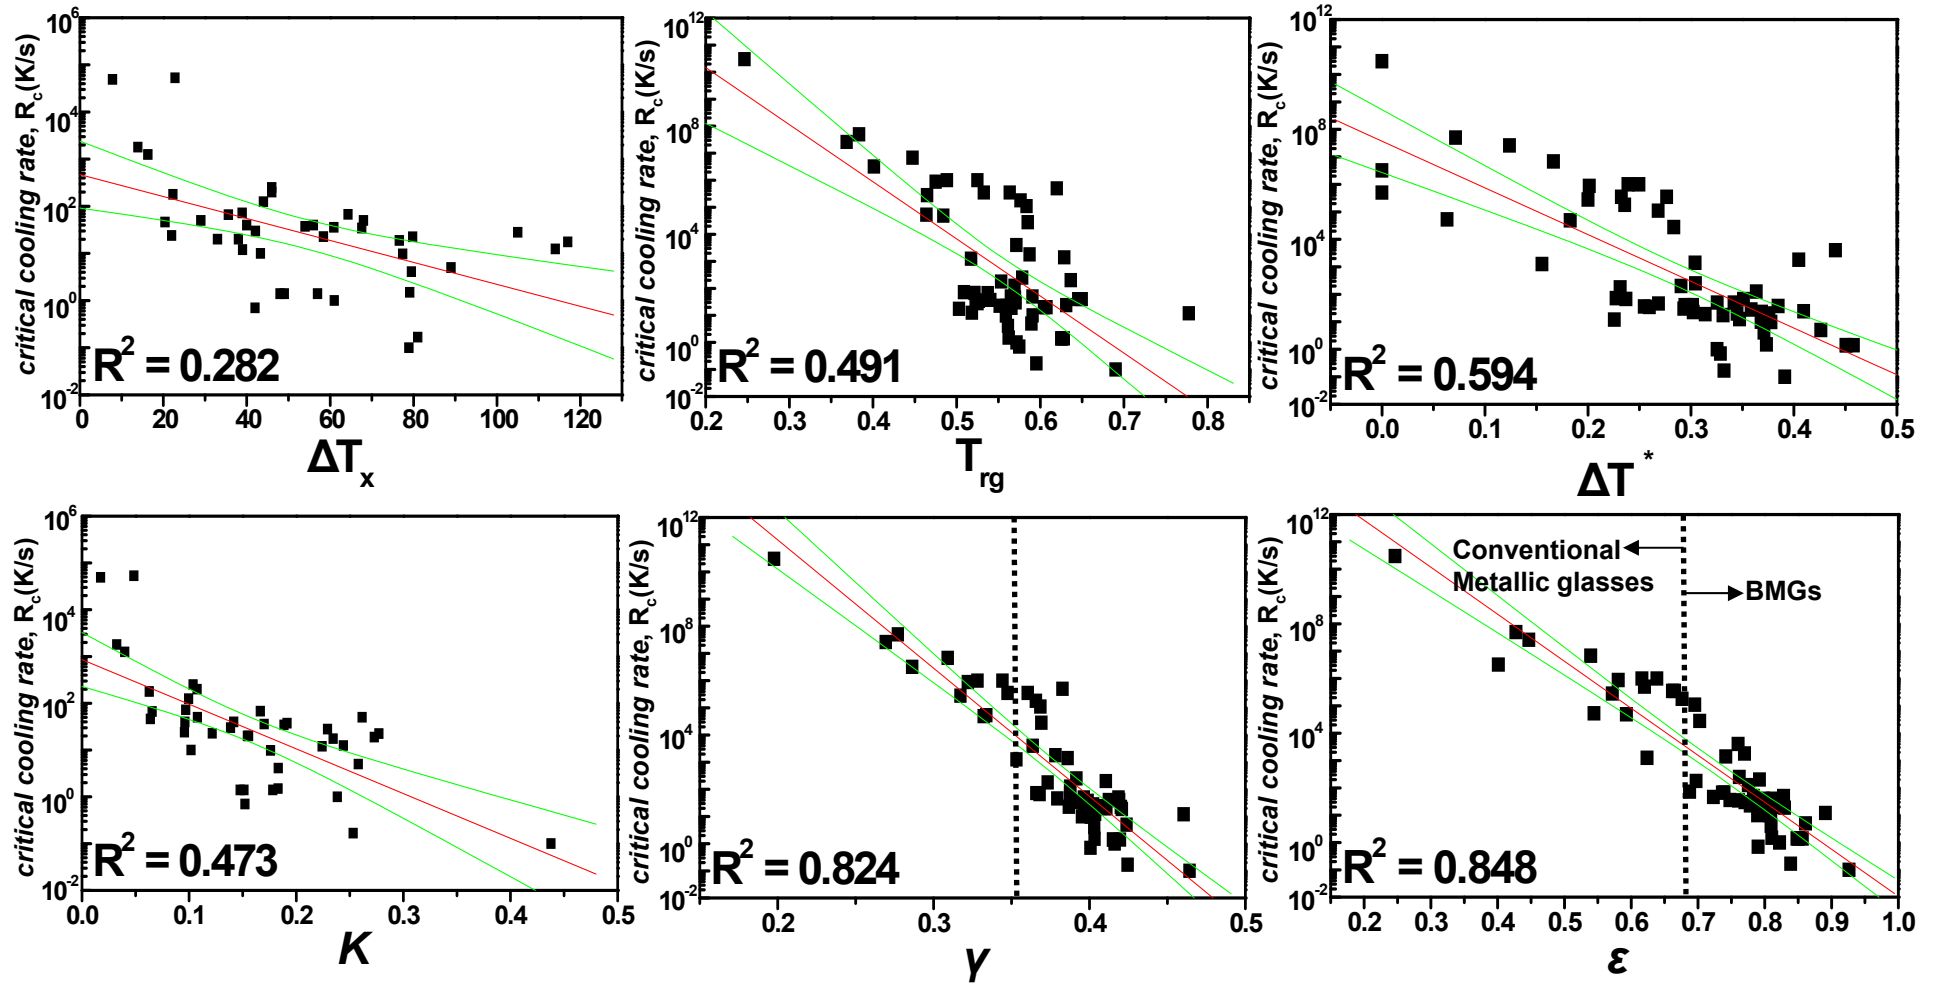 critical cooling rate, Rc(K/s)
10^6
10^4
10^2
10^0
10^-2
R^2 = 0.282
0 20 40 60 80 100 120
ΔTx
critical cooling rate, Rc(K/s)
10^12
10^8
10^4
10^0
10^-2
R^2 = 0.491
0.2 0.3 0.4 0.5 0.6 0.7 0.8
Trg
critical cooling rate, Rc(K/s)
10^12
10^8
10^4
10^0
10^-2
R^2 = 0.594
0.0 0.1 0.2 0.3 0.4 0.5
ΔT*
critical cooling rate, Rc(K/s)
10^6
10^4
10^2
10^0
10^-2
R^2 = 0.473
0.0 0.1 0.2 0.3 0.4 0.5
K
critical cooling rate, Rc(K/s)
10^12
10^8
10^4
10^0
10^-2
R^2 = 0.824
0.2 0.3 0.4 0.5
γ
critical cooling rate, Rc(K/s)
10^12
10^8
10^4
10^0
10^-2
Conventional
Metallic glasses
BMGs
R^2 = 0.848
0.2 0.3 0.4 0.5 0.6 0.7 0.8 0.9 1.0
ε